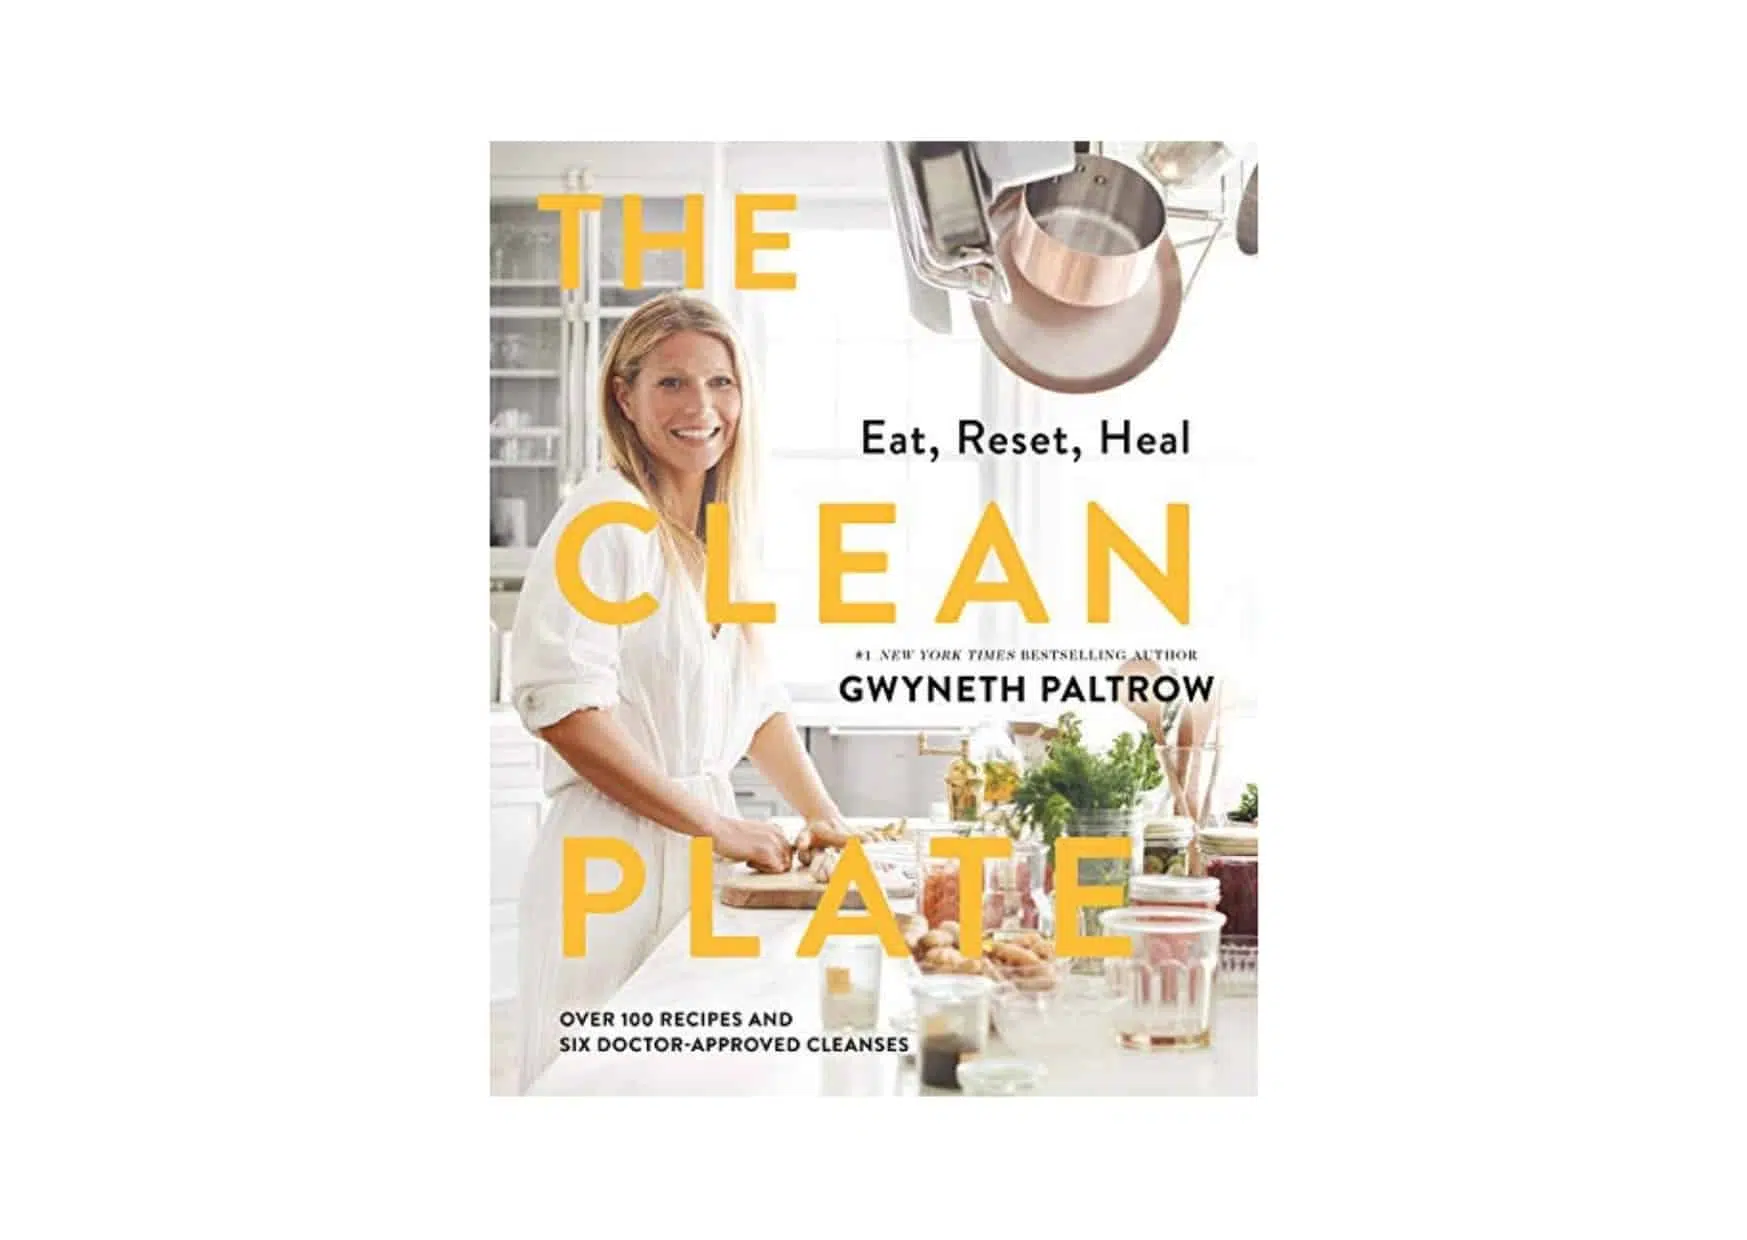 THE
Eat, Reset, Heal
CLEAN
#1 NEW YORK TIMES BESTSELLING AUTHOR
GWYNETH PALTROW
PLATE
OVER 100 RECIPES AND
SIX DOCTOR-APPROVED CLEANSES